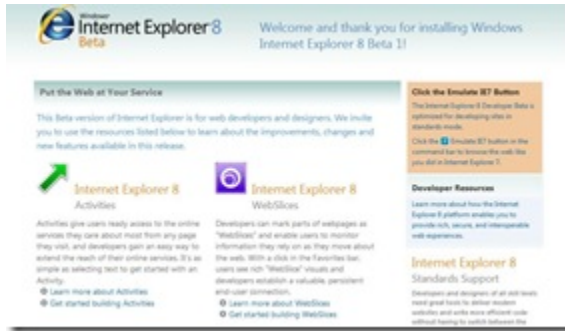 Windows
Internet Explorer 8
Beta
Welcome and thank you for installing Windows
Internet Explorer 8 Beta 1!
Put the Web at Your Service
This Beta version of Internet Explorer is for web developers and designers. We invite
you to use the resources listed below to learn about the improvements, changes and
new features available in this release.
Internet Explorer 8
Activities
Activities give users ready access to the online
services they care about most from any page
they visit, and developers gain an easy way to
extend the reach of their online services. It's as
simple as selecting text to get started with an
Activity.
Learn more about Activities
Get started building Activities
Internet Explorer 8
WebSlices
Developers can mark parts of webpages as
"WebSlices" and enable users to monitor
information they rely on as they move about
the web. With a click in the Favorites bar,
users see rich "WebSlice" visuals and
developers establish a valuable, persistent
end-user connection.
Learn more about WebSlices
Get started building WebSlices
Click the Emulate IE7 Button
The Internet Explorer 8 Developer Beta is
optimized for developing sites in
standards mode.
Click the Emulate IE7 button in the
command bar to browse the web like
you did in Internet Explorer 7.
Developer Resources
Learn more about how the Internet
Explorer 8 platform enables you to
provide rich, secure, and interoperable
web experiences.
Internet Explorer 8
Standards Support
Developers and designers of all skill levels
need great tools to deliver modern
websites and write more efficient code
without having to switch between the